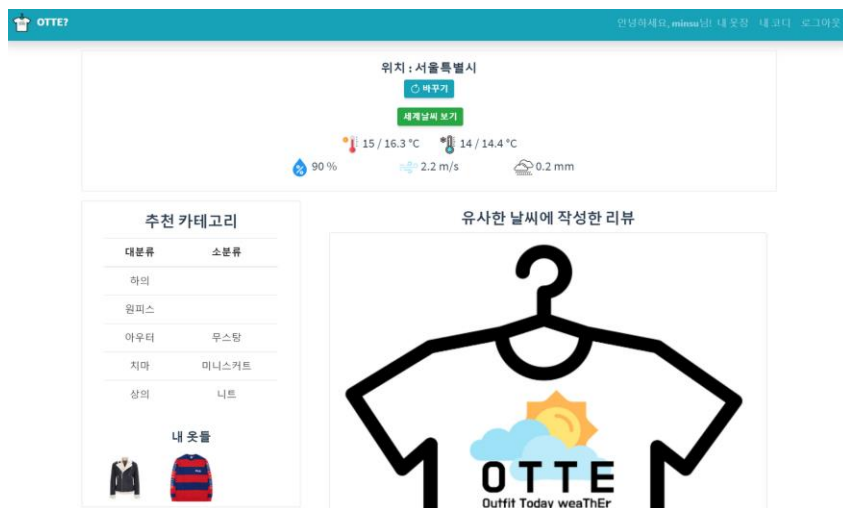 OTTE?
안녕하세요, minsu님! 내 옷장 내 코디 로그아웃
위치 : 서울특별시
바꾸기
세계날씨 보기
15 / 16.3 °C 14 / 14.4 °C
90 % 2.2 m/s 0.2 mm
추천 카테고리
대분류 소분류
하의
원피스
아우터 무스탕
치마 미니스커트
상의 니트
내 옷들
유사한 날씨에 작성한 리뷰
OTTE
Outfit Today weaThEr